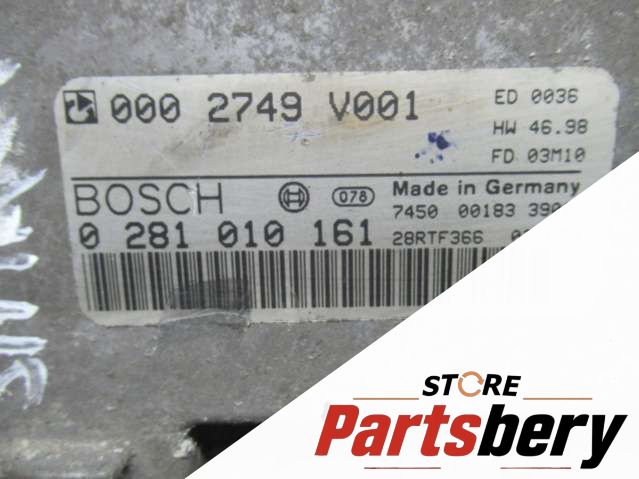 000 2749 V001
ED 0036
HW 46.98
FD 03M10
BOSCH 078 Made in Germany
7450 00183
0 281 010 161 28RTF366
STORE
Partsbery